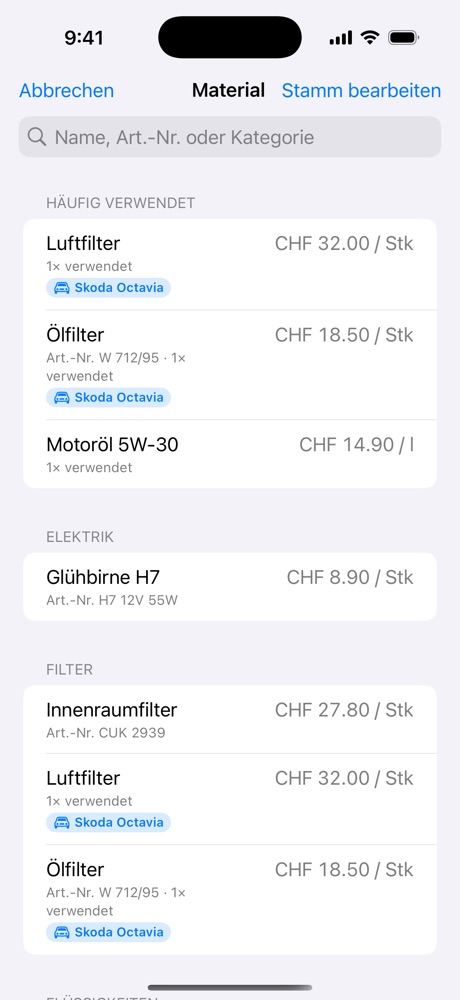 9:41
Abbrechen
Material
Stamm bearbeiten
Name, Art.-Nr. oder Kategorie
HÄUFIG VERWENDET
Luftfilter
CHF 32.00 / Stk
1× verwendet
Skoda Octavia
Ölfilter
CHF 18.50 / Stk
Art.-Nr. W 712/95 · 1×
verwendet
Skoda Octavia
Motoröl 5W-30
CHF 14.90 / l
1× verwendet
ELEKTRIK
Glühbirne H7
CHF 8.90 / Stk
Art.-Nr. H7 12V 55W
FILTER
Innenraumfilter
CHF 27.80 / Stk
Art.-Nr. CUK 2939
Luftfilter
CHF 32.00 / Stk
1× verwendet
Skoda Octavia
Ölfilter
CHF 18.50 / Stk
Art.-Nr. W 712/95 · 1×
verwendet
Skoda Octavia
FLÜSSIGKEITEN